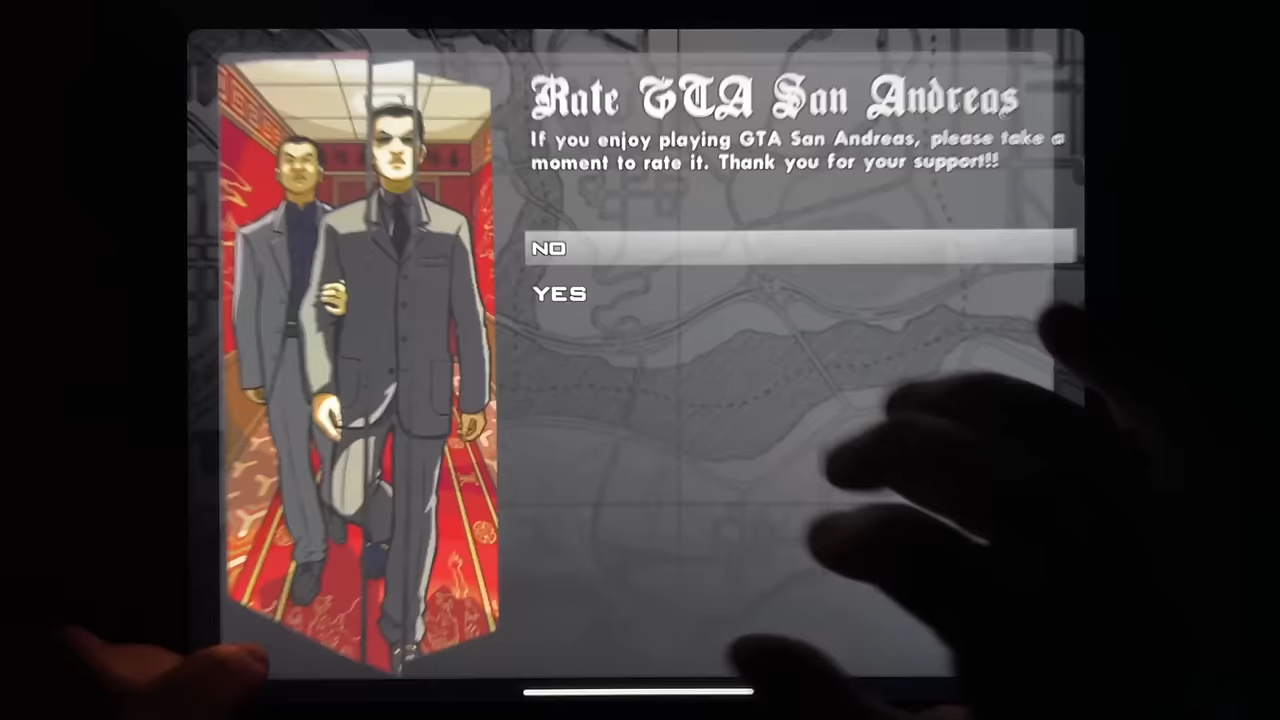 Rate GTA San Andreas
If you enjoy playing GTA San Andreas, please take a
moment to rate it. Thank you for your support!!
NO
YES